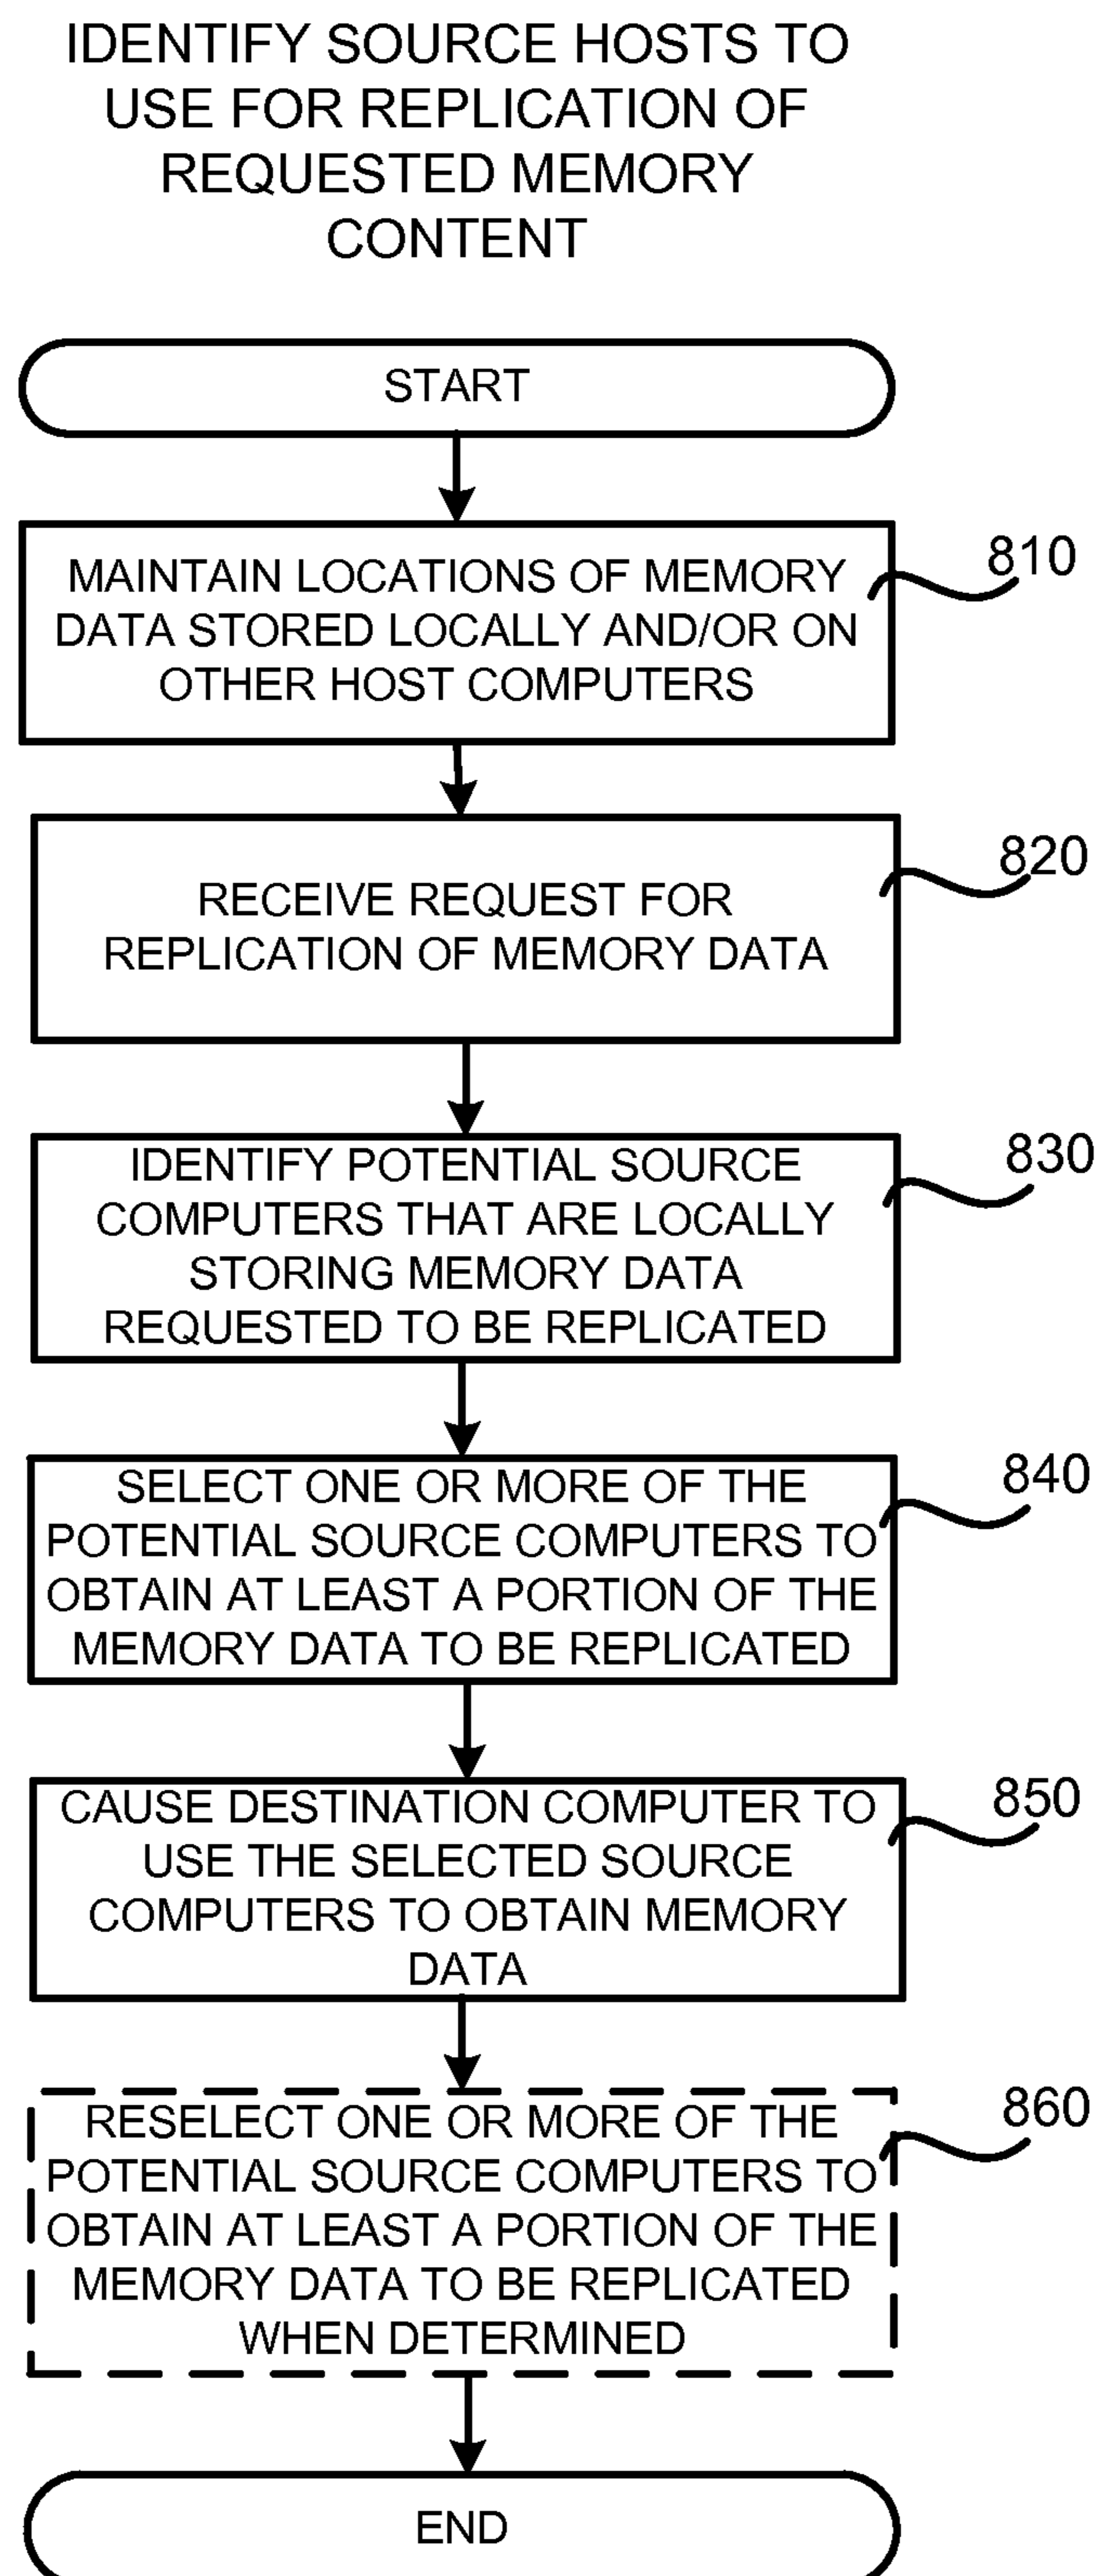 IDENTIFY SOURCE HOSTS TO
USE FOR REPLICATION OF
REQUESTED MEMORY
CONTENT
START
MAINTAIN LOCATIONS OF MEMORY
DATA STORED LOCALLY AND/OR ON
OTHER HOST COMPUTERS
810
RECEIVE REQUEST FOR
REPLICATION OF MEMORY DATA
820
IDENTIFY POTENTIAL SOURCE
COMPUTERS THAT ARE LOCALLY
STORING MEMORY DATA
REQUESTED TO BE REPLICATED
830
SELECT ONE OR MORE OF THE
POTENTIAL SOURCE COMPUTERS TO
OBTAIN AT LEAST A PORTION OF THE
MEMORY DATA TO BE REPLICATED
840
CAUSE DESTINATION COMPUTER TO
USE THE SELECTED SOURCE
COMPUTERS TO OBTAIN MEMORY
DATA
850
RESELECT ONE OR MORE OF THE
POTENTIAL SOURCE COMPUTERS TO
OBTAIN AT LEAST A PORTION OF THE
MEMORY DATA TO BE REPLICATED
WHEN DETERMINED
860
END